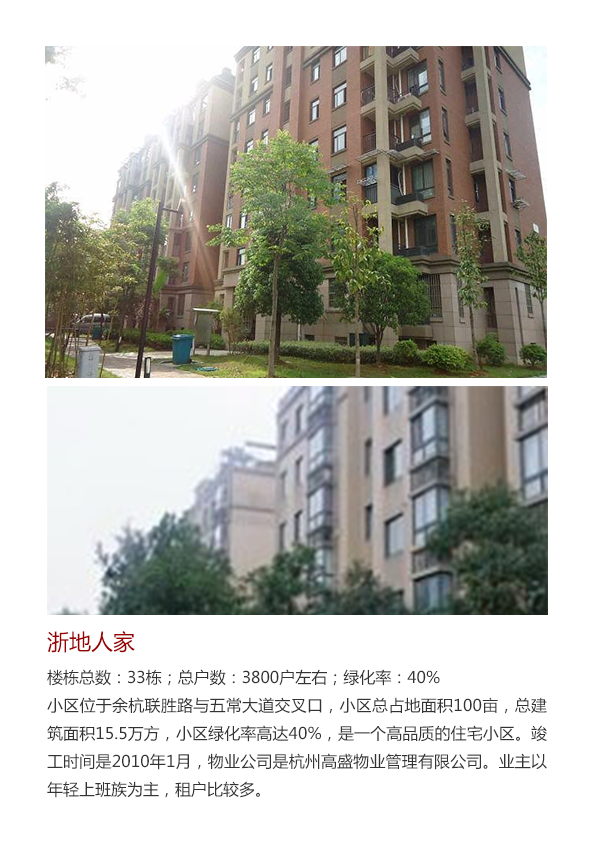 浙地人家
楼栋总数：33栋；总户数：3800户左右；绿化率：40%
小区位于余杭联胜路与五常大道交叉口，小区总占地面积100亩，总建
筑面积15.5万方，小区绿化率高达40%，是一个高品质的住宅小区。竣
工时间是2010年1月，物业公司是杭州高盛物业管理有限公司。业主以
年轻上班族为主，租户比较多。